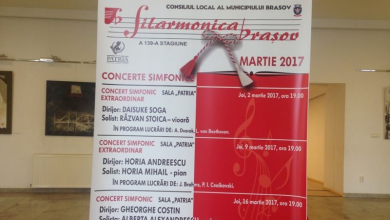 CONSILIUL LOCAL AL MUNICIPIULUI BRASOV
Filarmonica
brașov
A 139-A STAGIUNE
PATRIA
MARTIE 2017
CONCERTE SIMFONIC
CONCERT SIMFONIC SALA „PATRIA” Joi, 2 martie 2017, ora 19.00
EXTRAORDINAR
Dirijor: DAISUKE SOGA
Solist: RĂZVAN STOICA – vioară
ÎN PROGRAM LUCRĂRI DE: A. Dvorak, L. van Beethoven.
CONCERT SIMFONIC SALA „PATRIA” Joi, 9 martie 2017, ora 19.00
EXTRAORDINAR
Dirijor: HORIA ANDREESCU
Solist: HORIA MIHAIL - pian
ÎN PROGRAM LUCRĂRI DE: J. Brahms, P. I. Ceaikovski.
CONCERT SIMFONIC SALA „PATRIA” Joi, 16 martie 2017, ora 19.00
Dirijor: GHEORGHE COSTIN
Solist: ALBERTA ALEXANDRESCU